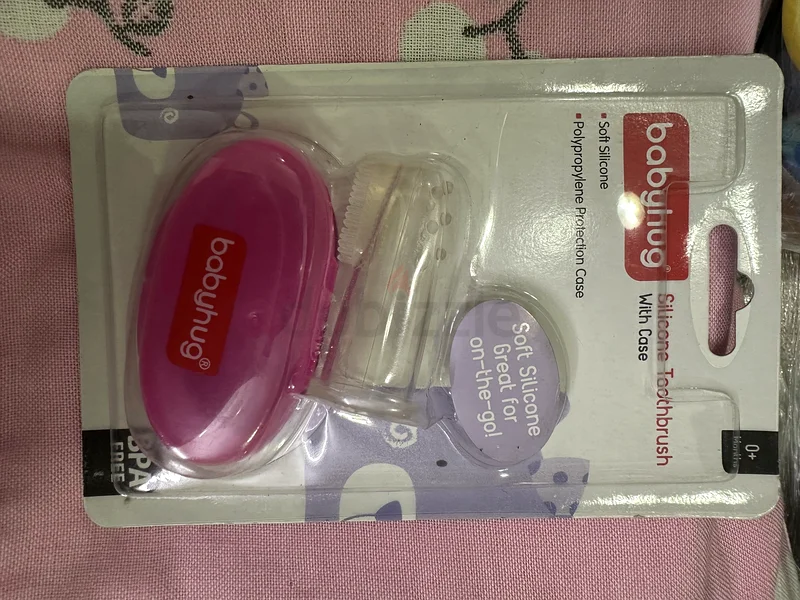 babyhug®
Silicone Toothbrush
With Case
0+
Months
Soft Silicone
Polypropylene Protection Case
Soft Silicone
Great for
on-the-go!
babyhug®
BPA
FREE